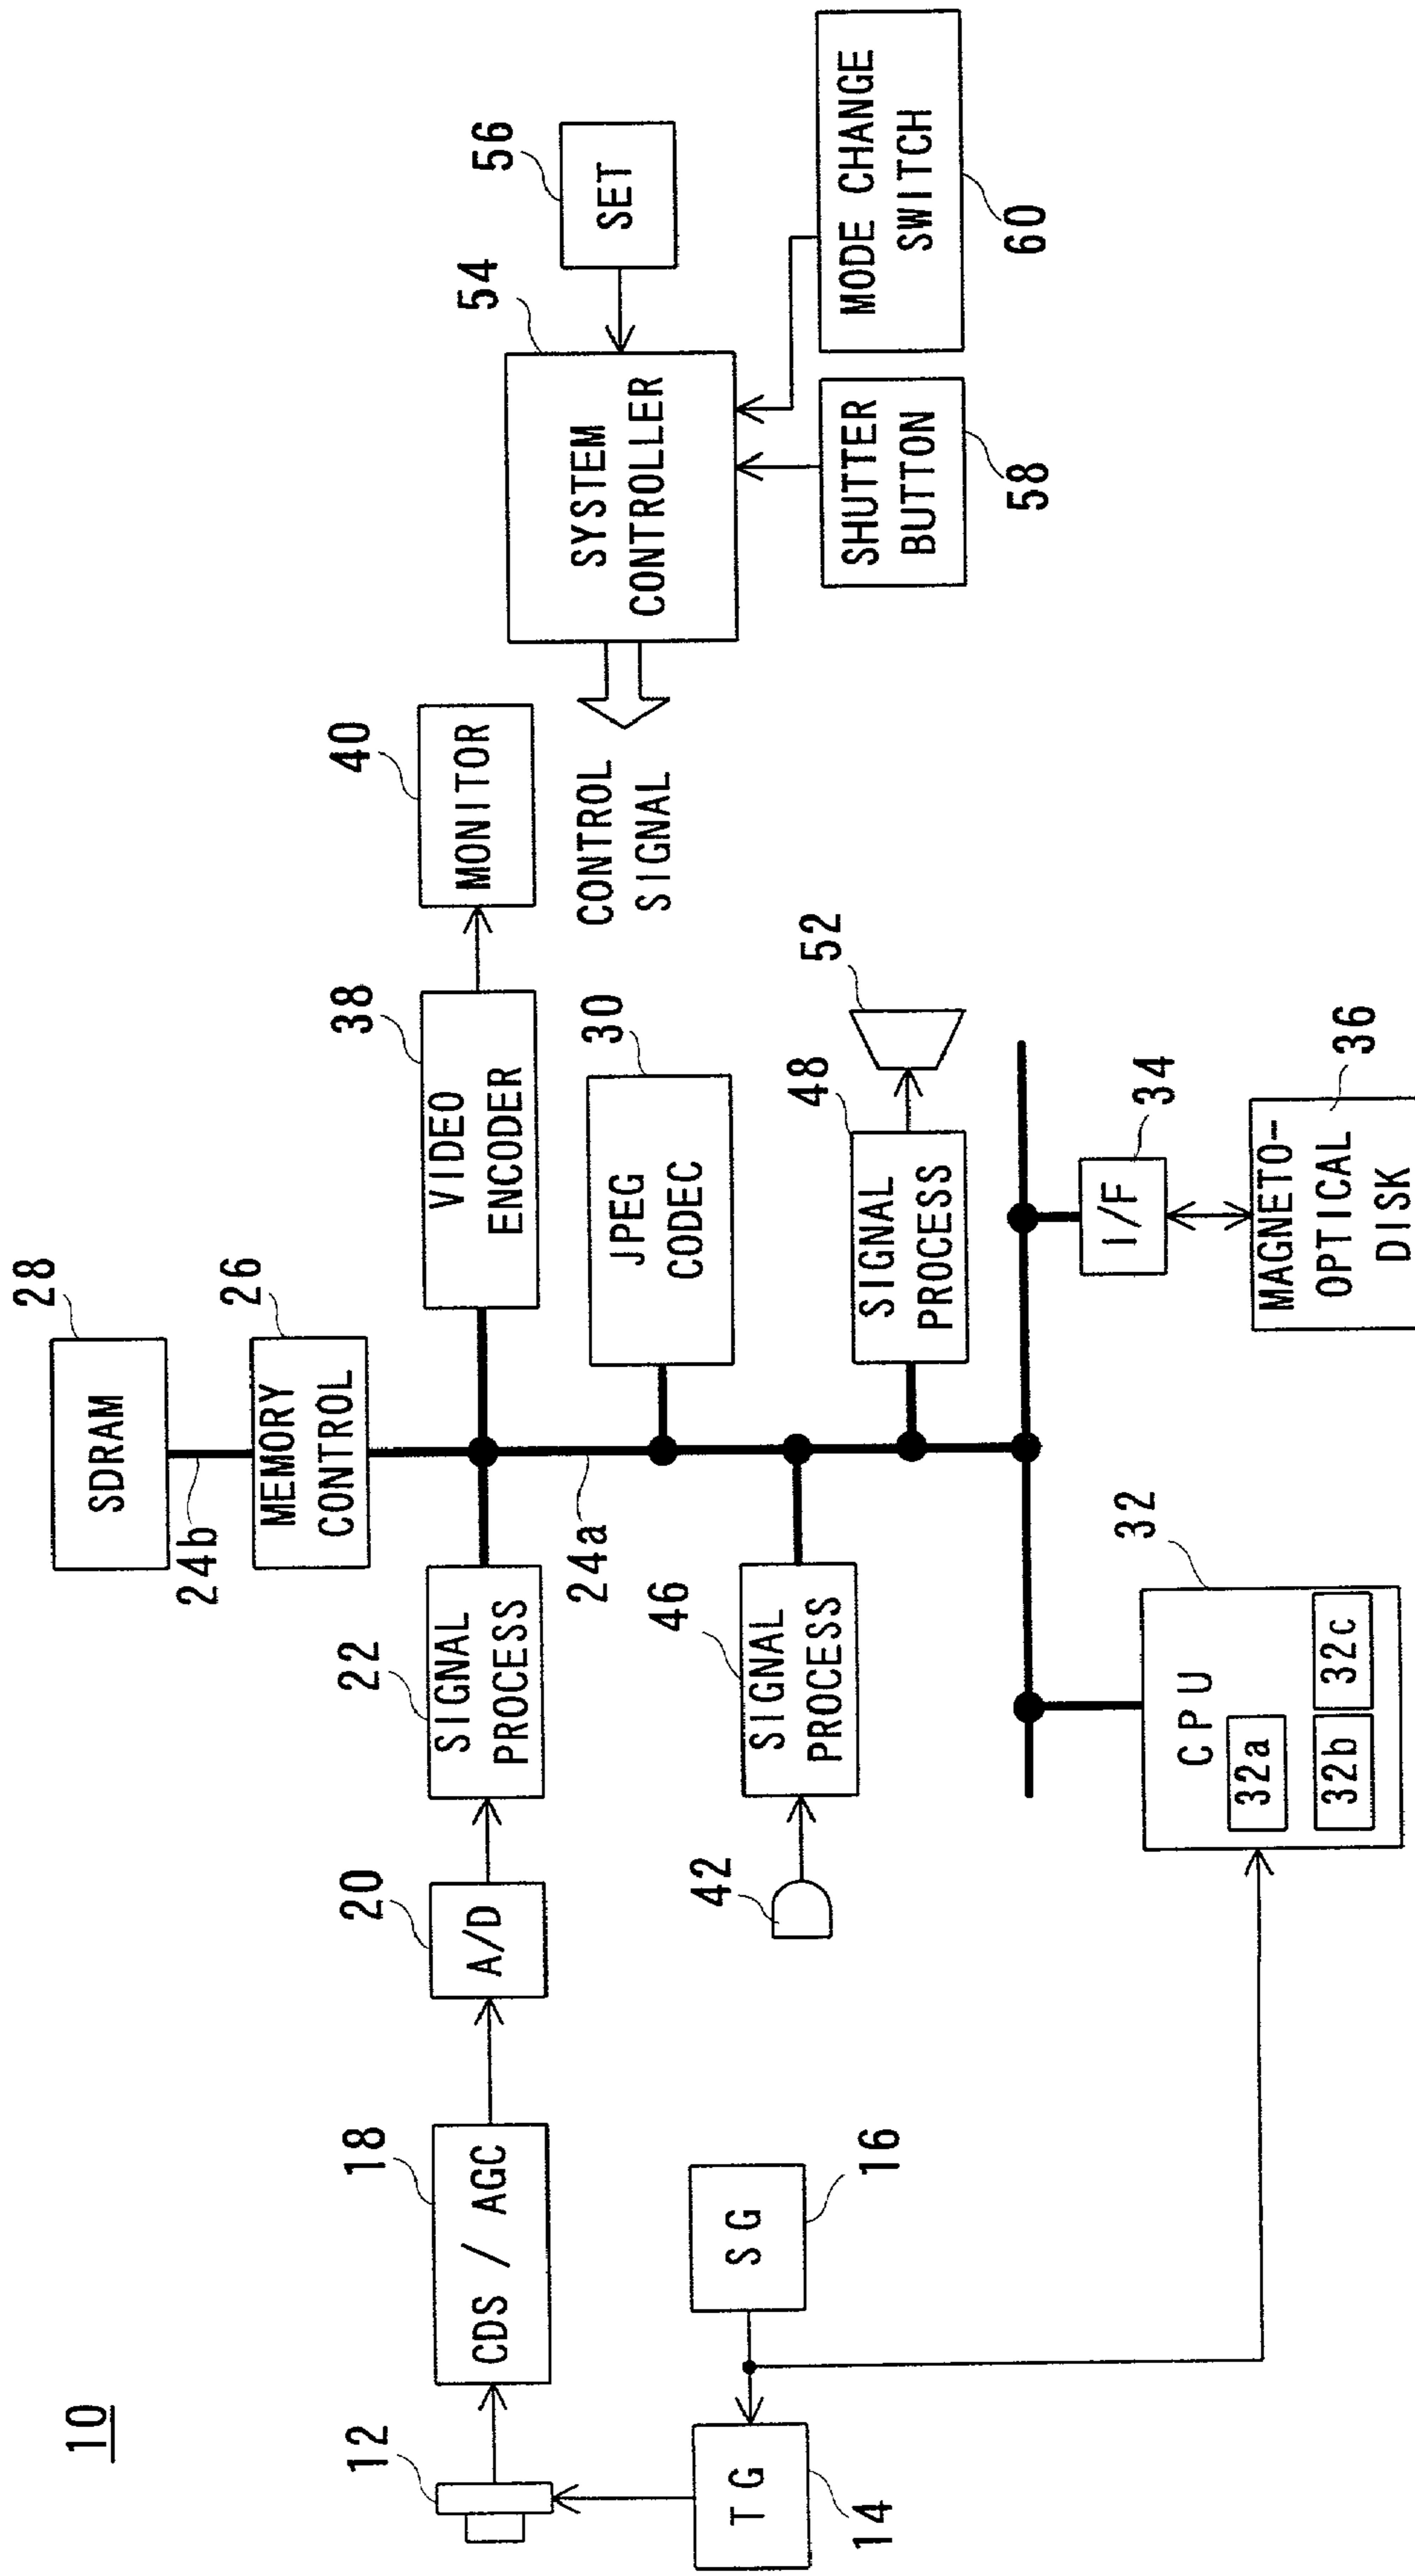 10
12
18
CDS / AGC
20
A/D
22
SIGNAL
PROCESS
24b
28
SDRAM
26
MEMORY
CONTROL
38
VIDEO
ENCODER
40
MONITOR
24a
30
JPEG
CODEC
CONTROL
SIGNAL
54
SYSTEM
CONTROLLER
56
SET
SHUTTER
BUTTON
58
MODE CHANGE
SWITCH
60
42
46
SIGNAL
PROCESS
48
SIGNAL
PROCESS
52
TG
14
SG
16
32
CPU
32a
32b
32c
34
I/F
36
MAGNETO-
OPTICAL
DISK